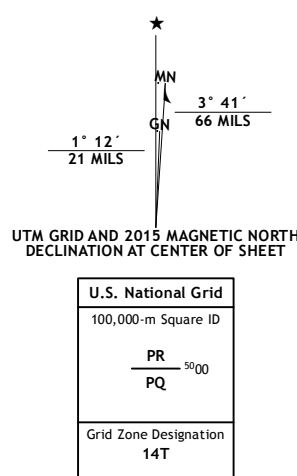 ★
MN
3° 41´
66 MILS
GN
1° 12´
21 MILS
UTM GRID AND 2015 MAGNETIC NORTH
DECLINATION AT CENTER OF SHEET
U.S. National Grid
100,000-m Square ID
PR
5000
PQ
Grid Zone Designation
14T